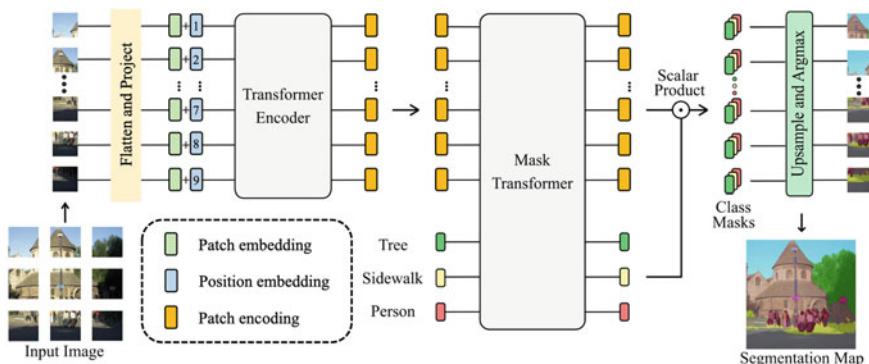 Flatten and Project
1
2
7
8
9
Transformer
Encoder
Mask
Transformer
Scalar
Product
Upsample and Argmax
Class
Masks
Tree
Sidewalk
Person
Patch embedding
Position embedding
Patch encoding
Input Image
Segmentation Map